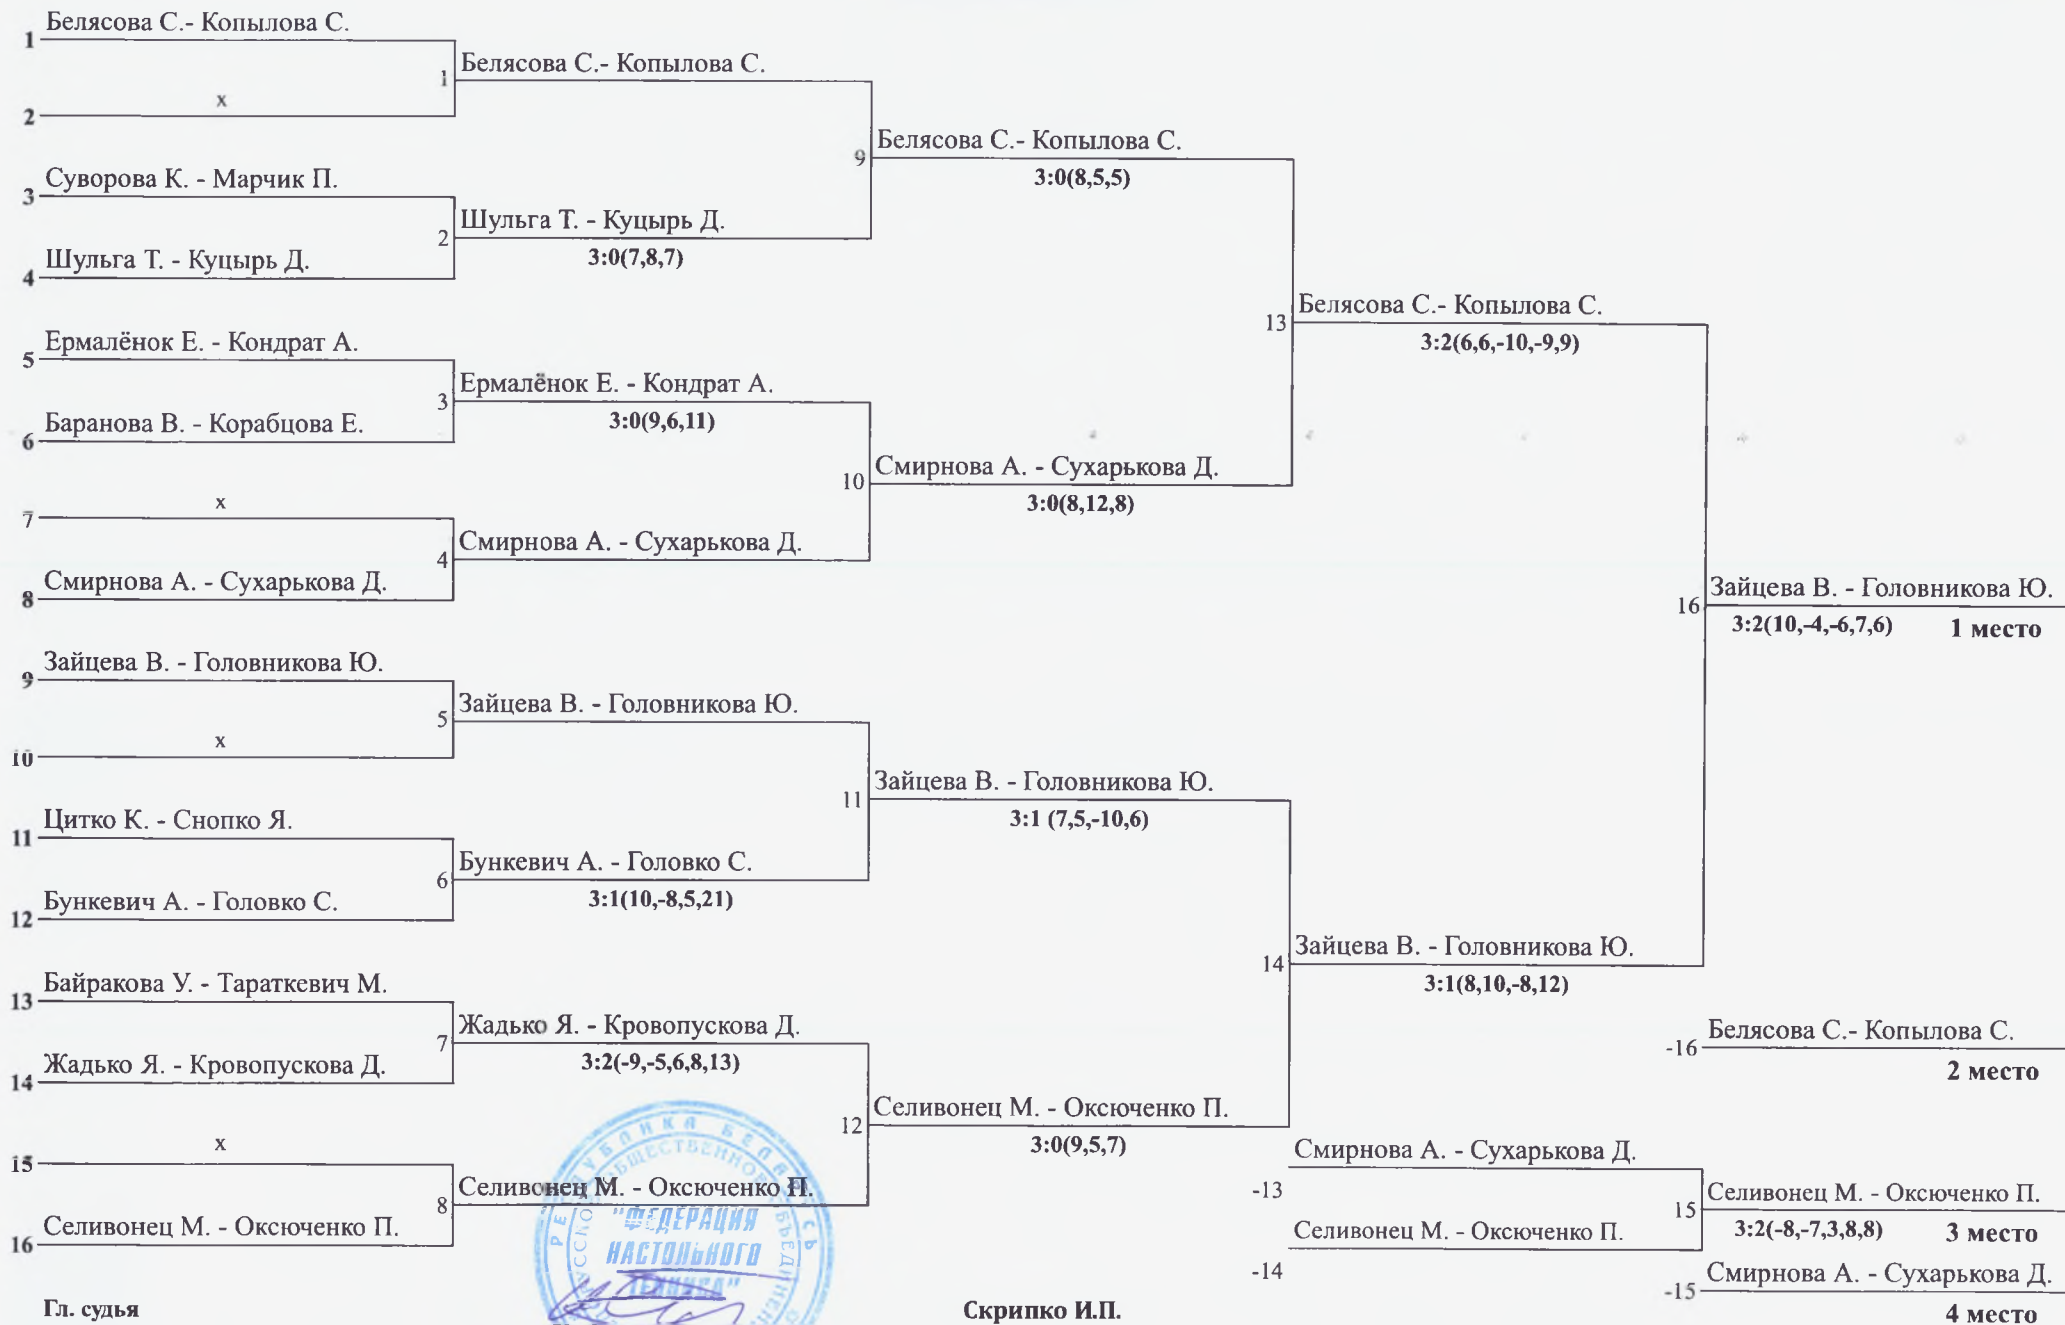 1 Белясова С.- Копылова С.
1 Белясова С.- Копылова С.
2 х
9 Белясова С.- Копылова С.
3:0(8,5,5)
3 Суворова К. - Марчик П.
2 Шульга Т. - Куцырь Д.
3:0(7,8,7)
4 Шульга Т. - Куцырь Д.
13 Белясова С.- Копылова С.
3:2(6,6,-10,-9,9)
5 Ермалёнок Е. - Кондрат А.
3 Ермалёнок Е. - Кондрат А.
3:0(9,6,11)
6 Баранова В. - Корабцова Е.
10 Смирнова А. - Сухарькова Д.
3:0(8,12,8)
7 х
4 Смирнова А. - Сухарькова Д.
8 Смирнова А. - Сухарькова Д.
16 Зайцева В. - Головникова Ю.
3:2(10,-4,-6,7,6) 1 место
9 Зайцева В. - Головникова Ю.
5 Зайцева В. - Головникова Ю.
10 х
11 Зайцева В. - Головникова Ю.
3:1 (7,5,-10,6)
11 Цитко К. - Снопко Я.
6 Бункевич А. - Головко С.
3:1(10,-8,5,21)
12 Бункевич А. - Головко С.
14 Зайцева В. - Головникова Ю.
3:1(8,10,-8,12)
13 Байракова У. - Тараткевич М.
7 Жадько Я. - Кровопускова Д.
3:2(-9,-5,6,8,13)
14 Жадько Я. - Кровопускова Д.
-16 Белясова С.- Копылова С.
2 место
12 Селивонец М. - Оксюченко П.
3:0(9,5,7)
15 х
8 Селивонец М. - Оксюченко П.
16 Селивонец М. - Оксюченко П.
Смирнова А. - Сухарькова Д.
-13
15 Селивонец М. - Оксюченко П.
3:2(-8,-7,3,8,8) 3 место
Селивонец М. - Оксюченко П.
-14
-15 Смирнова А. - Сухарькова Д.
4 место
РЕСПУБЛИКА БЕЛАРУСЬ
"ФЕДЕРАЦИЯ
НАСТОЛЬНОГО
ТЕННИСА"
Гл. судья Скрипко И.П.